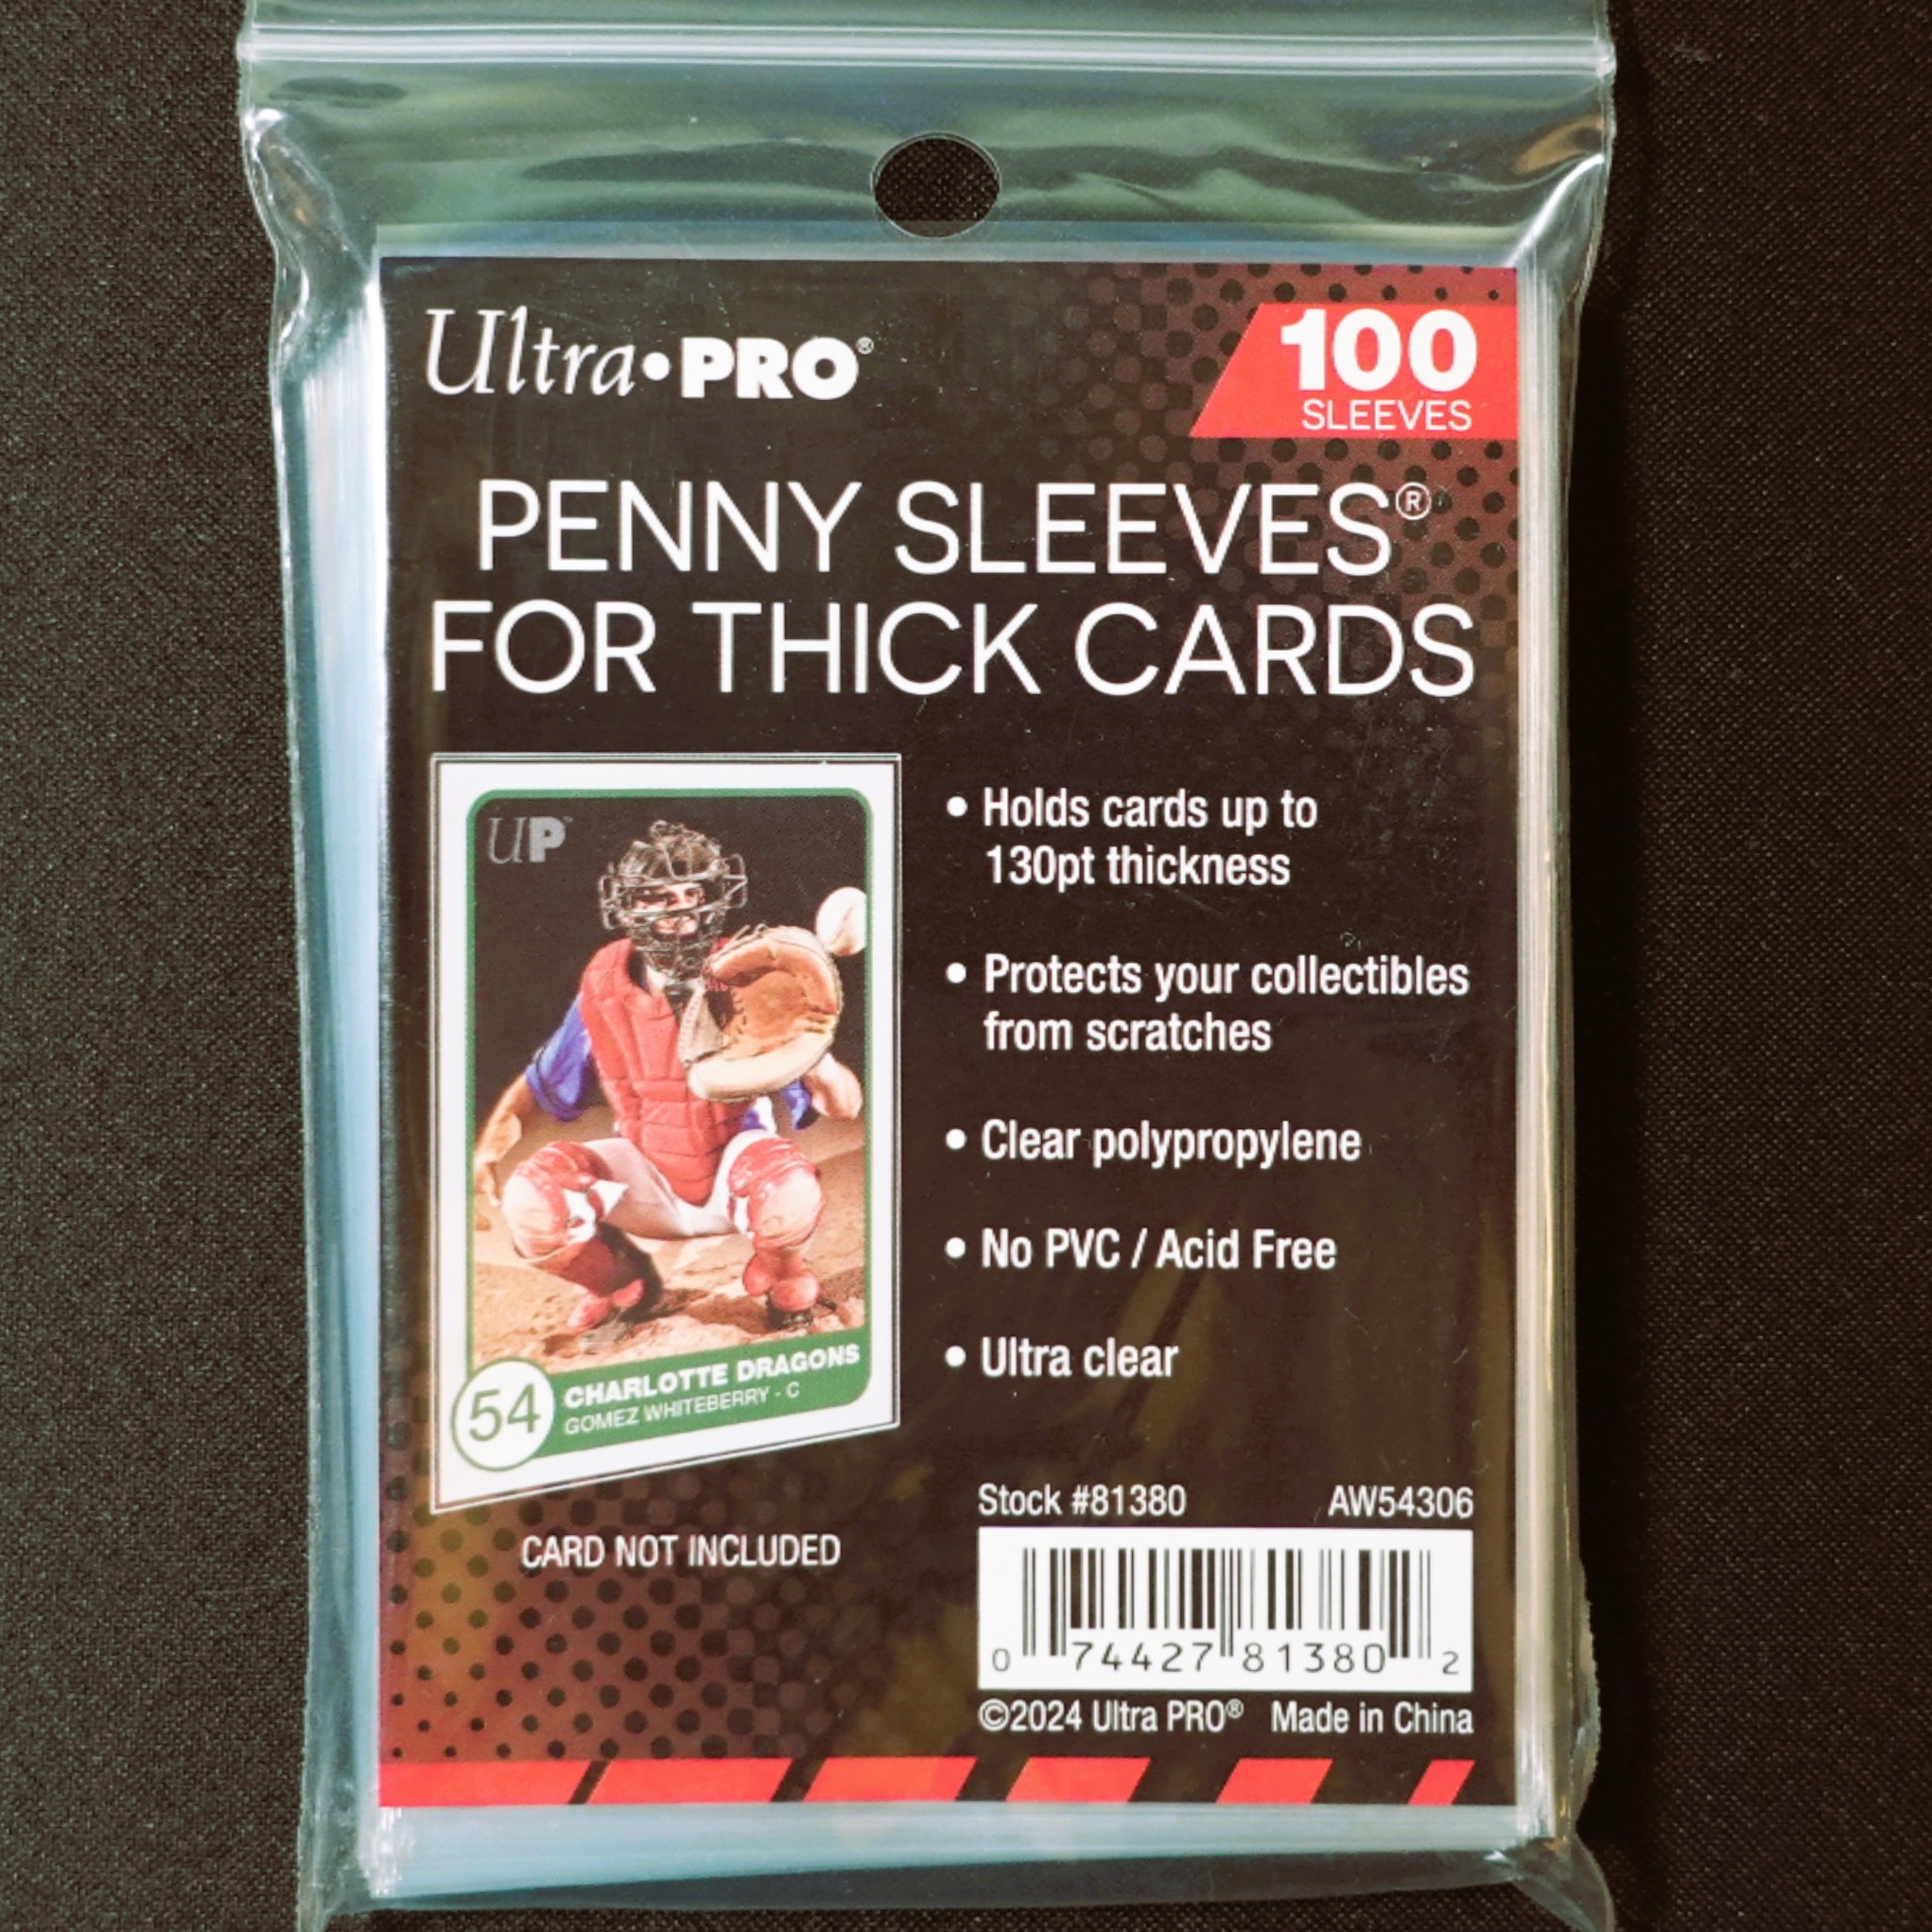 Ultra•PRO®
100
SLEEVES
PENNY SLEEVES®
FOR THICK CARDS
UP™
54
CHARLOTTE DRAGONS
GOMEZ WHITEBERRY - C
CARD NOT INCLUDED
• Holds cards up to
130pt thickness
• Protects your collectibles
from scratches
• Clear polypropylene
• No PVC / Acid Free
• Ultra clear
Stock #81380 AW54306
0 74427 81380 2
©2024 Ultra PRO® Made in China